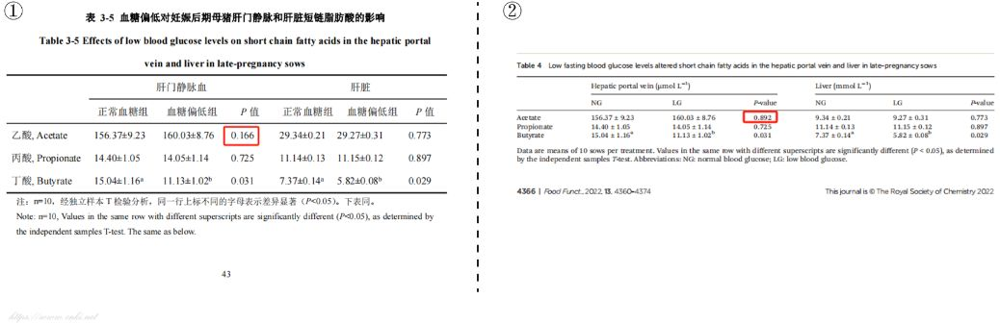 ①
表 3-5 血糖偏低对妊娠后期母猪肝门静脉和肝脏短链脂肪酸的影响
Table 3-5 Effects of low blood glucose levels on short chain fatty acids in the hepatic portal
vein and liver in late-pregnancy sows
肝门静脉血 肝脏
正常血糖组 血糖偏低组 P 值 正常血糖组 血糖偏低组 P 值
乙酸, Acetate 156.37±9.23 160.03±8.76 0.166 29.34±0.21 29.27±0.31 0.773
丙酸, Propionate 14.40±1.05 14.05±1.14 0.725 11.14±0.13 11.15±0.12 0.897
丁酸, Butyrate 15.04±1.16ᵃ 11.13±1.02ᵇ 0.031 7.37±0.14ᵃ 5.82±0.08ᵇ 0.029
注：n=10，经独立样本 T 检验分析，同一行上标不同的字母表示差异显著（P<0.05）。下表同。
Note: n=10, Values in the same row with different superscripts are significantly different (P<0.05), as determined by
the independent samples T-test. The same as below.
43
https://www.cnki.net
②
Table 4 Low fasting blood glucose levels altered short chain fatty acids in the hepatic portal vein and liver in late-pregnancy sows
Hepatic portal vein (μmol L⁻¹) Liver (mmol L⁻¹)
NG LG P-value NG LG P-value
Acetate 156.37 ± 9.23 160.03 ± 8.76 0.892 9.34 ± 0.21 9.27 ± 0.31 0.773
Propionate 14.40 ± 1.05 14.05 ± 1.14 0.725 11.14 ± 0.13 11.15 ± 0.12 0.897
Butyrate 15.04 ± 1.16ᵃ 11.13 ± 1.02ᵇ 0.031 7.37 ± 0.14ᵃ 5.82 ± 0.08ᵇ 0.029
Data are means of 10 sows per treatment. Values in the same row with different superscripts are significantly different (P < 0.05), as determined
by the independent samples T-test. Abbreviations: NG: normal blood glucose; LG: low blood glucose.
4366 | Food Funct., 2022, 13, 4360–4374 This journal is © The Royal Society of Chemistry 2022